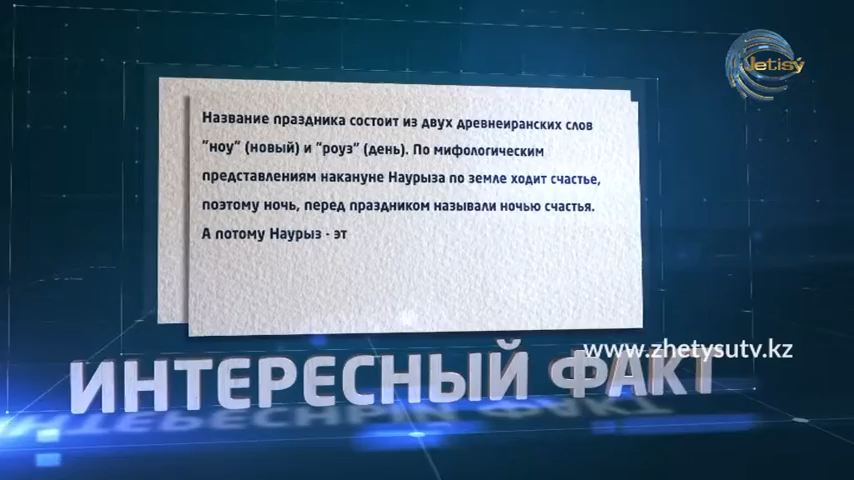 Jetisý
Название праздника состоит из двух древнеиранских слов
"ноу" (новый) и "роуз" (день). По мифологическим
представлениям накануне Наурыза по земле ходит счастье,
поэтому ночь, перед праздником называли ночью счастья.
А потому Наурыз - эт
www.zhetysutv.kz
ИНТЕРЕСНЫЙ ФАКТ